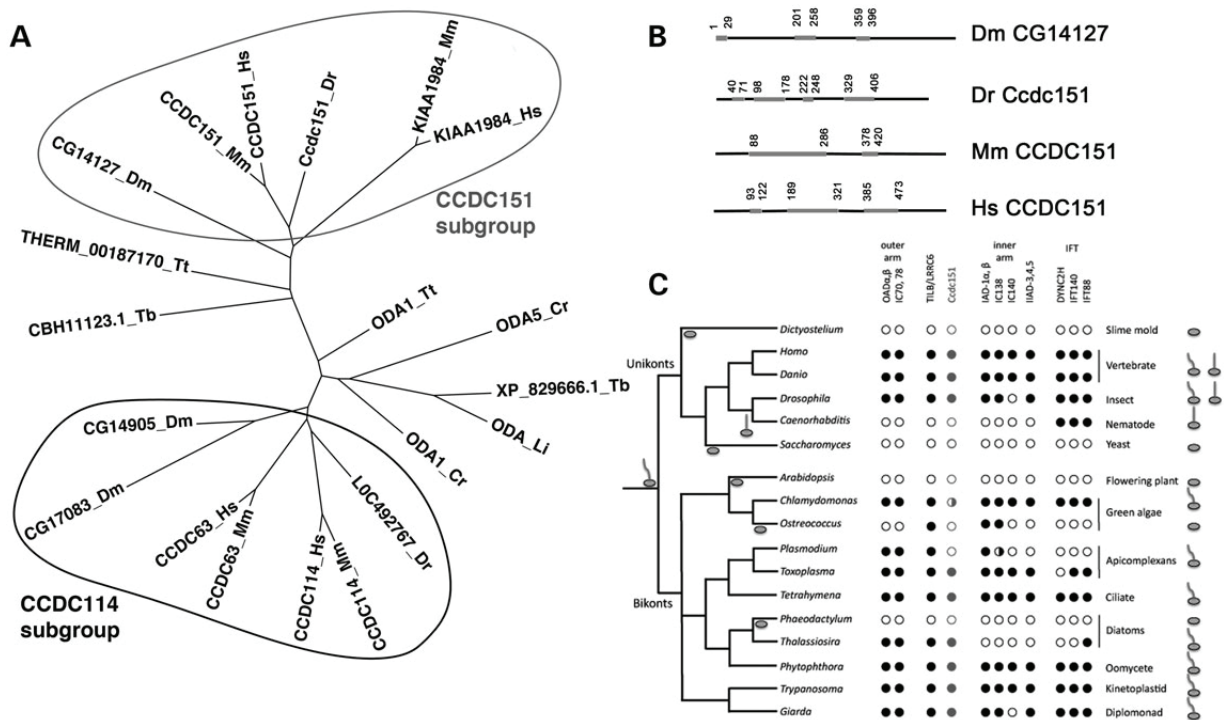 A
CCDC151_Hs
CCDC151_Mm
Ccdc151_Dr
KIAA1984_Mm
KIAA1984_Hs
CG14127_Dm
CCDC151
subgroup
THERM_00187170_Tt
CBH11123.1_Tb
ODA1_Tt
ODA5_Cr
XP_829666.1_Tb
ODA_Li
ODA1_Cr
CG14905_Dm
CG17083_Dm
CCDC63_Hs
CCDC63_Mm
CCDC114_Hs
CCDC114_Mm
L0C492767_Dr
CCDC114
subgroup
B
1 29 201 258 359 396
Dm CG14127
40 71 98 178 222 248 329 406
Dr Ccdc151
88 286 378 420
Mm CCDC151
93 122 189 321 385 473
Hs CCDC151
C
outer
arm
inner
arm
IFT
OADα,β
IC70, 78
TILB/LRRC6
Ccdc151
IAD-1α, β
IC138
IC140
IIAD-3,4,5
DYNC2H
IFT140
IFT88
Unikonts
Bikonts
Dictyostelium Slime mold
Homo
Vertebrate
Danio
Drosophila Insect
Caenorhabditis Nematode
Saccharomyces Yeast
Arabidopsis Flowering plant
Chlamydomonas
Green algae
Ostreococcus
Plasmodium
Apicomplexans
Toxoplasma
Tetrahymena Ciliate
Phaeodactylum
Diatoms
Thalassiosira
Phytophthora Oomycete
Trypanosoma Kinetoplastid
Giarda Diplomonad